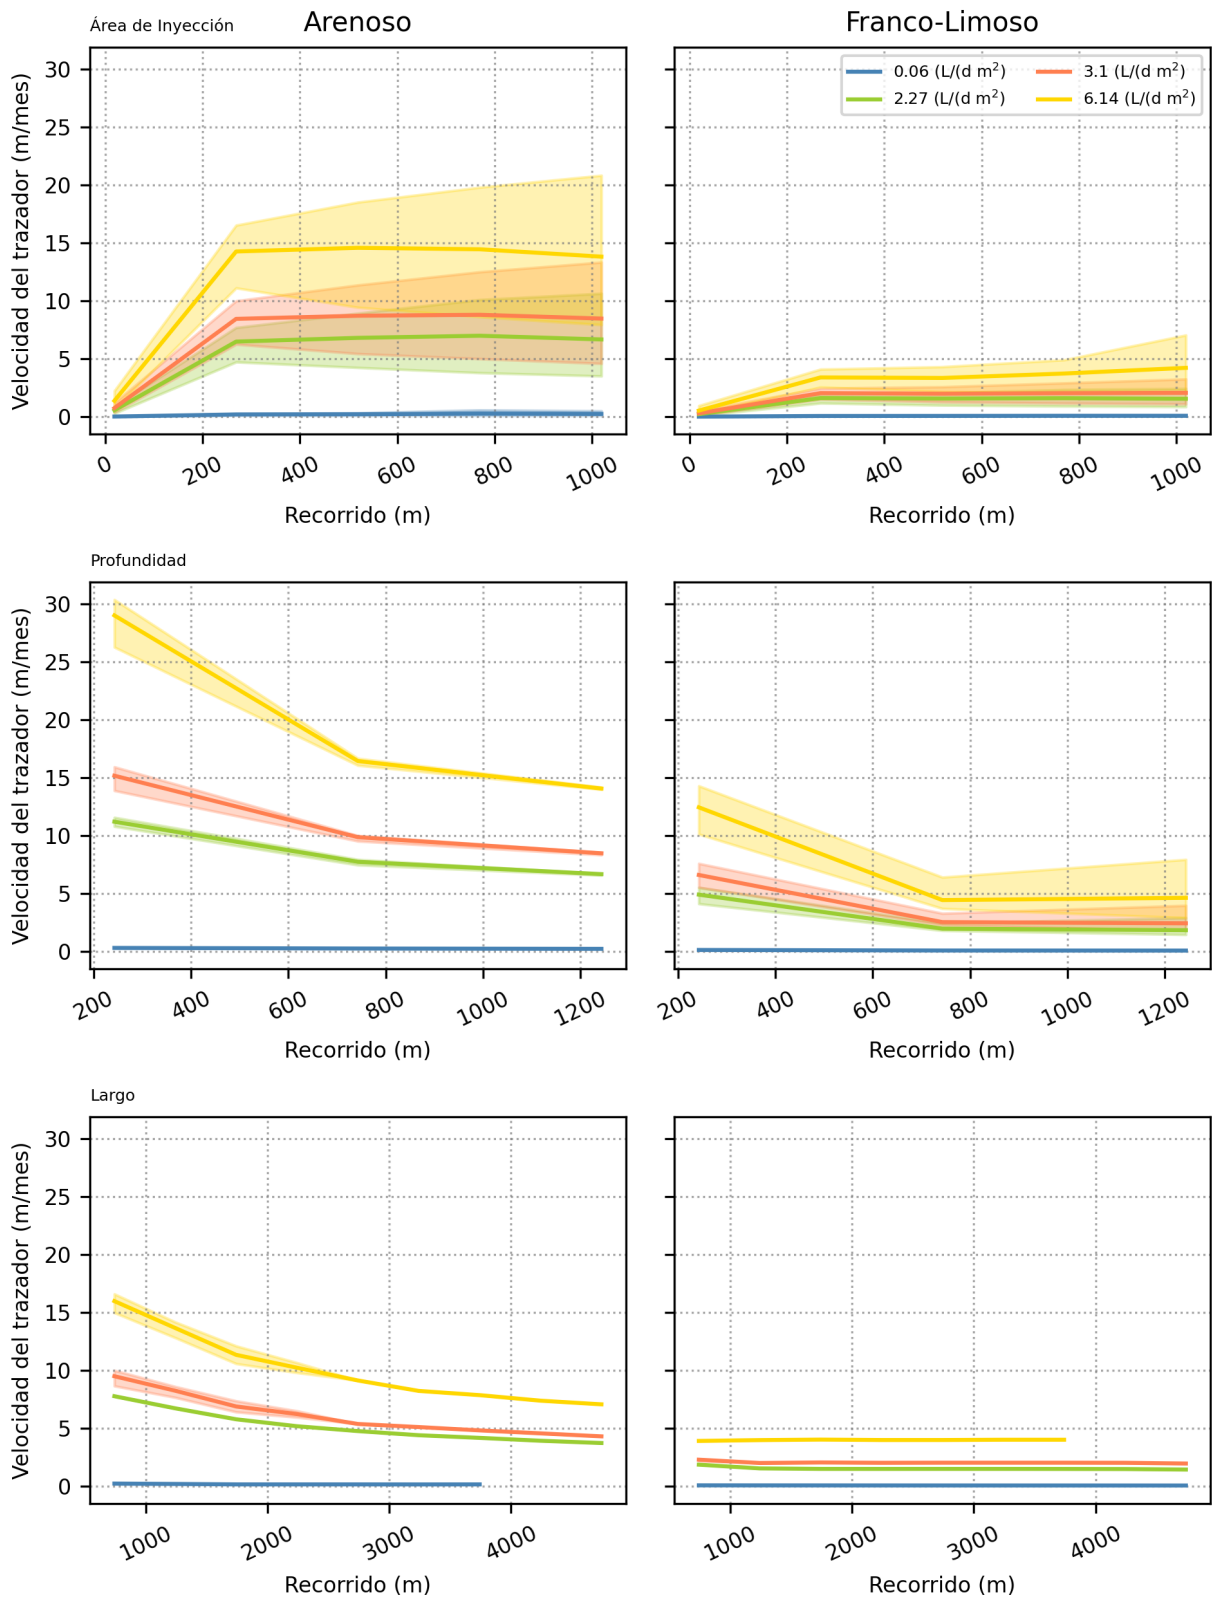 Área de Inyección
Arenoso
Franco-Limoso
0.06 (L/(d m²)
3.1 (L/(d m²)
2.27 (L/(d m²)
6.14 (L/(d m²)
Velocidad del trazador (m/mes)
30
25
20
15
10
5
0
0 200 400 600 800 1000
0 200 400 600 800 1000
Recorrido (m)
Recorrido (m)
Profundidad
Velocidad del trazador (m/mes)
30
25
20
15
10
5
0
200 400 600 800 1000 1200
200 400 600 800 1000 1200
Recorrido (m)
Recorrido (m)
Largo
Velocidad del trazador (m/mes)
30
25
20
15
10
5
0
1000 2000 3000 4000
1000 2000 3000 4000
Recorrido (m)
Recorrido (m)